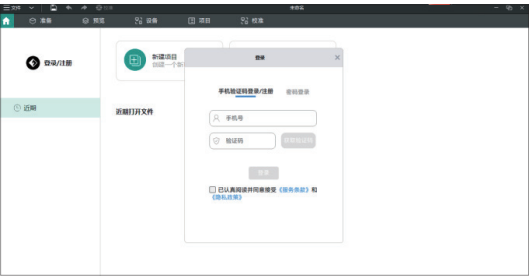 文件
未命名
准备
预览
设备
项目
校准
登录/注册
近期
新建项目
近期打开文件
登录
手机验证码登录/注册
密码登录
手机号
验证码
获取验证码
登录
已认真阅读并同意接受《服务条款》和
《隐私政策》